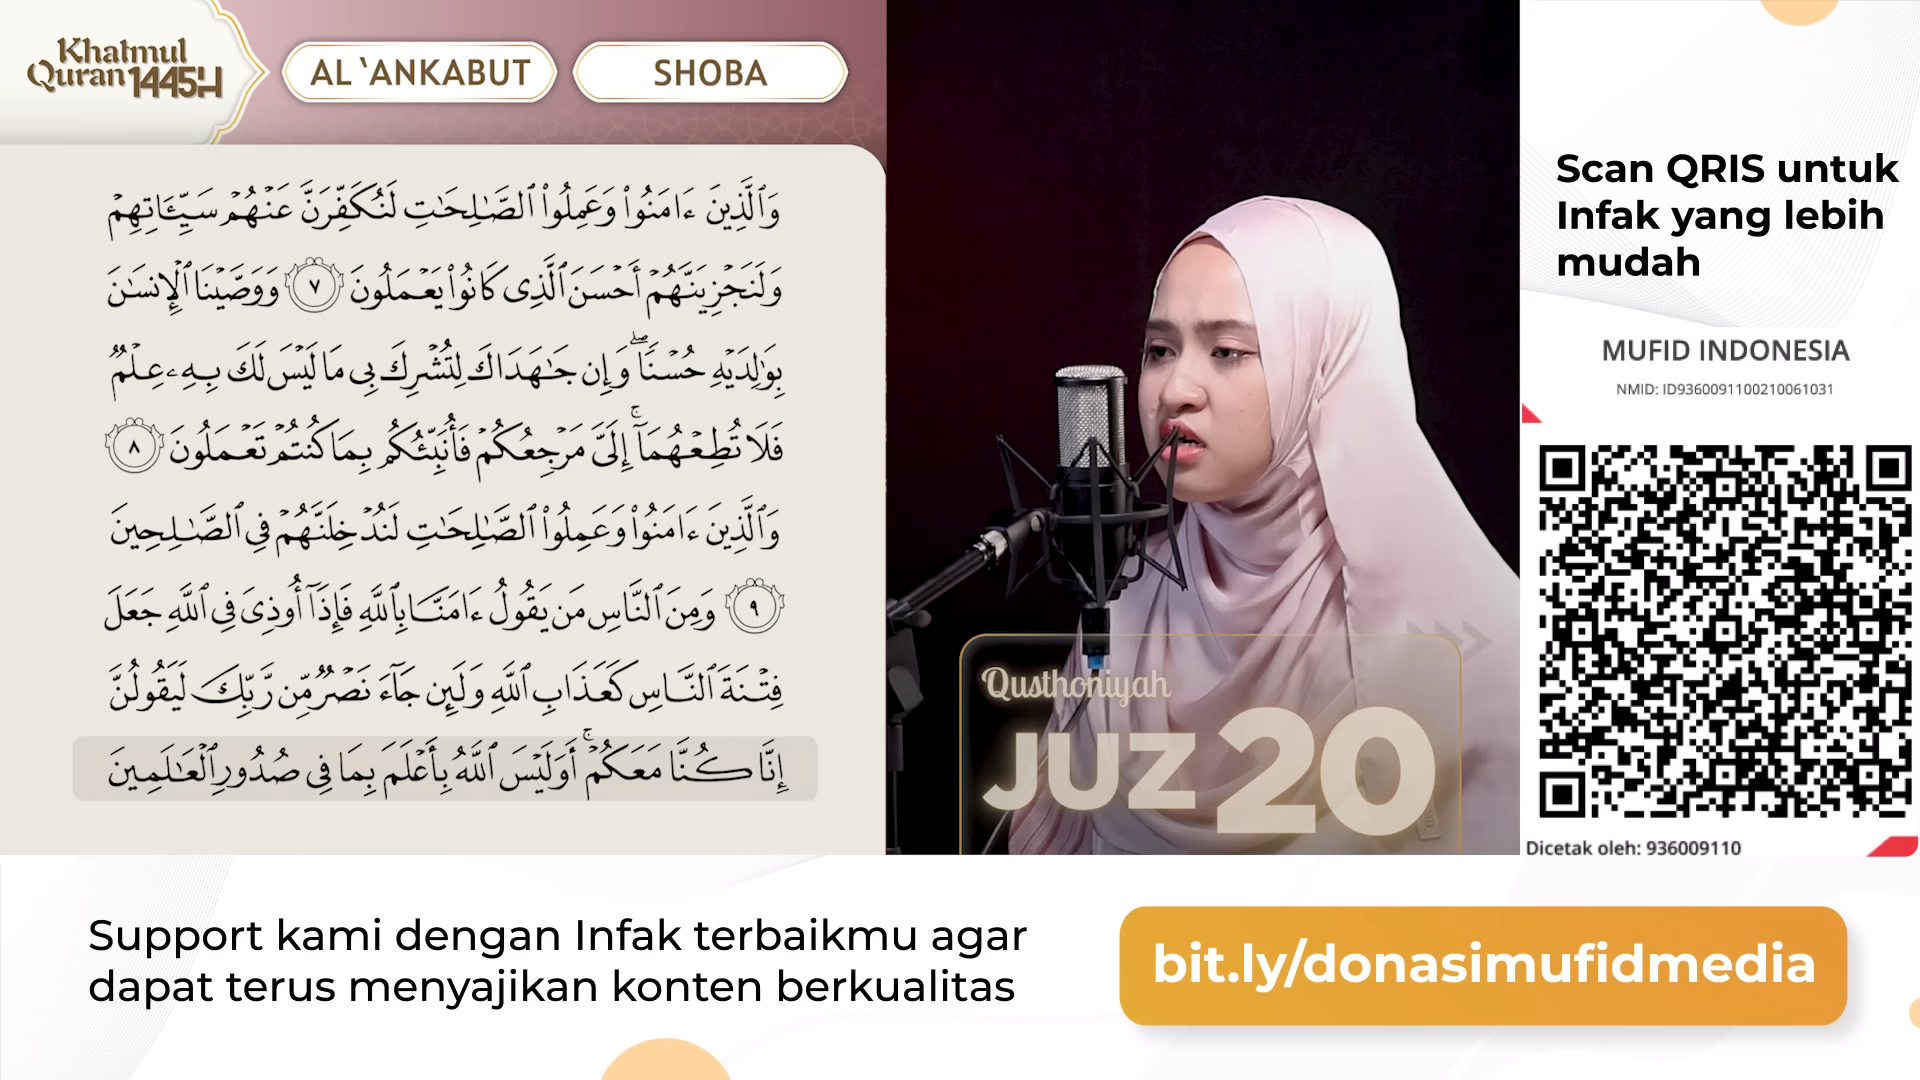 Khatmul
Quran 1445H
AL ‘ANKABUT
SHOBA
وَٱلَّذِينَ ءَامَنُوا۟ وَعَمِلُوا۟ ٱلصَّـٰلِحَـٰتِ لَنُكَفِّرَنَّ عَنْهُمْ سَيِّـَٔاتِهِمْ
وَلَنَجْزِيَنَّهُمْ أَحْسَنَ ٱلَّذِى كَانُوا۟ يَعْمَلُونَ ٧ وَوَصَّيْنَا ٱلْإِنسَـٰنَ
بِوَٰلِدَيْهِ حُسْنًا ۖ وَإِن جَـٰهَدَاكَ لِتُشْرِكَ بِى مَا لَيْسَ لَكَ بِهِۦ عِلْمٌ
فَلَا تُطِعْهُمَآ ۚ إِلَىَّ مَرْجِعُكُمْ فَأُنَبِّئُكُم بِمَا كُنتُمْ تَعْمَلُونَ ٨
وَٱلَّذِينَ ءَامَنُوا۟ وَعَمِلُوا۟ ٱلصَّـٰلِحَـٰتِ لَنُدْخِلَنَّهُمْ فِى ٱلصَّـٰلِحِينَ
٩ وَمِنَ ٱلنَّاسِ مَن يَقُولُ ءَامَنَّا بِٱللَّهِ فَإِذَآ أُوذِىَ فِى ٱللَّهِ جَعَلَ
فِتْنَةَ ٱلنَّاسِ كَعَذَابِ ٱللَّهِ وَلَئِن جَآءَ نَصْرٌ مِّن رَّبِّكَ لَيَقُولُنَّ
إِنَّا كُنَّا مَعَكُمْ ۚ أَوَلَيْسَ ٱللَّهُ بِأَعْلَمَ بِمَا فِى صُدُورِ ٱلْعَـٰلَمِينَ
Qusthoniyah
JUZ 20
Scan QRIS untuk
Infak yang lebih
mudah
MUFID INDONESIA
NMID: ID9360091100210061031
Dicetak oleh: 936009110
Support kami dengan Infak terbaikmu agar
dapat terus menyajikan konten berkualitas
bit.ly/donasimufidmedia